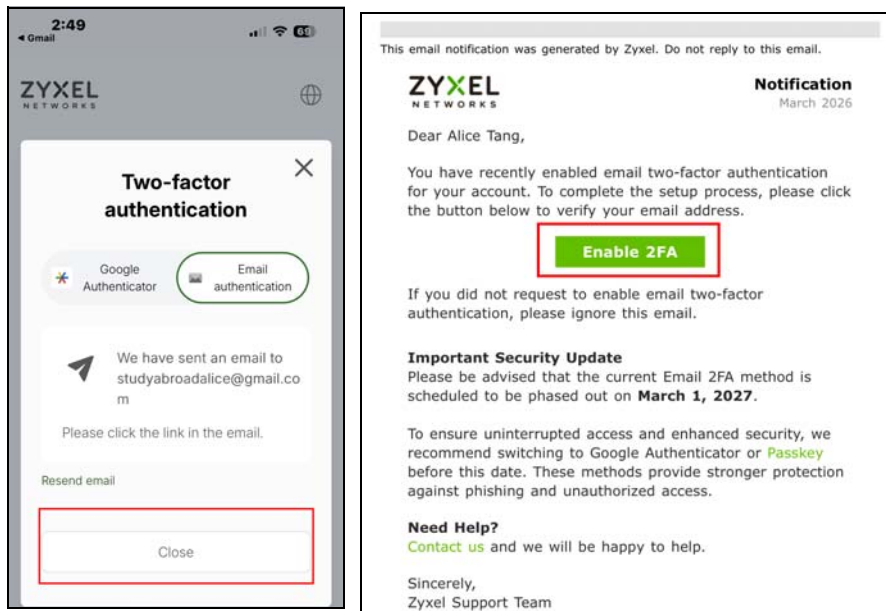 2:49
◀ Gmail
69
ZYXEL
NETWORKS
Two-factor
authentication
Google
Authenticator
Email
authentication
We have sent an email to
studyabroadalice@gmail.co
m
Please click the link in the email.
Resend email
Close
This email notification was generated by Zyxel. Do not reply to this email.
ZYXEL
NETWORKS
Notification
March 2026
Dear Alice Tang,
You have recently enabled email two-factor authentication
for your account. To complete the setup process, please click
the button below to verify your email address.
Enable 2FA
If you did not request to enable email two-factor
authentication, please ignore this email.
Important Security Update
Please be advised that the current Email 2FA method is
scheduled to be phased out on March 1, 2027.
To ensure uninterrupted access and enhanced security, we
recommend switching to Google Authenticator or Passkey
before this date. These methods provide stronger protection
against phishing and unauthorized access.
Need Help?
Contact us and we will be happy to help.
Sincerely,
Zyxel Support Team